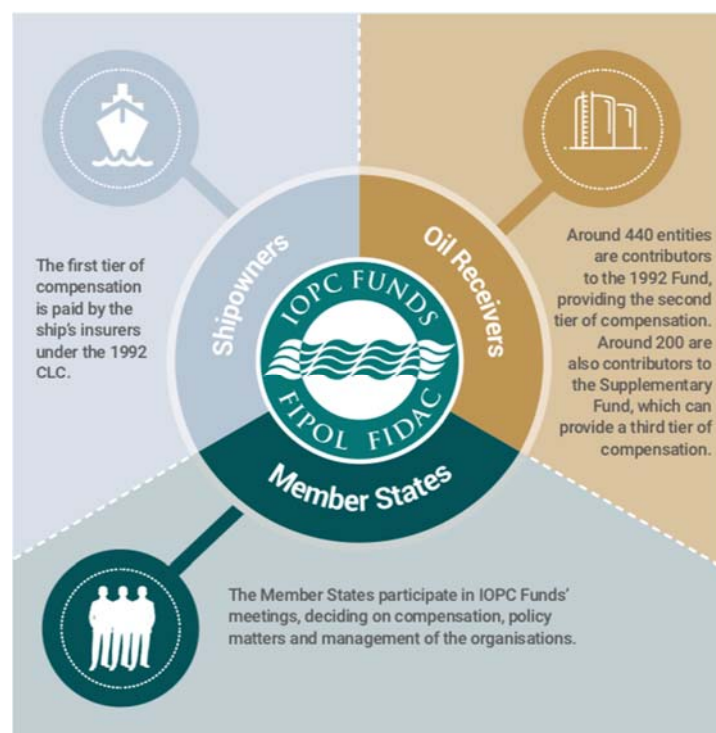 Shipowners
Oil Receivers
Member States
IOPC FUNDS
FIPOL FIDAC
The first tier of
compensation
is paid by the
ship's insurers
under the 1992
CLC.
Around 440 entities
are contributors
to the 1992 Fund,
providing the second
tier of compensation.
Around 200 are
also contributors to
the Supplementary
Fund, which can
provide a third tier of
compensation.
The Member States participate in IOPC Funds'
meetings, deciding on compensation, policy
matters and management of the organisations.